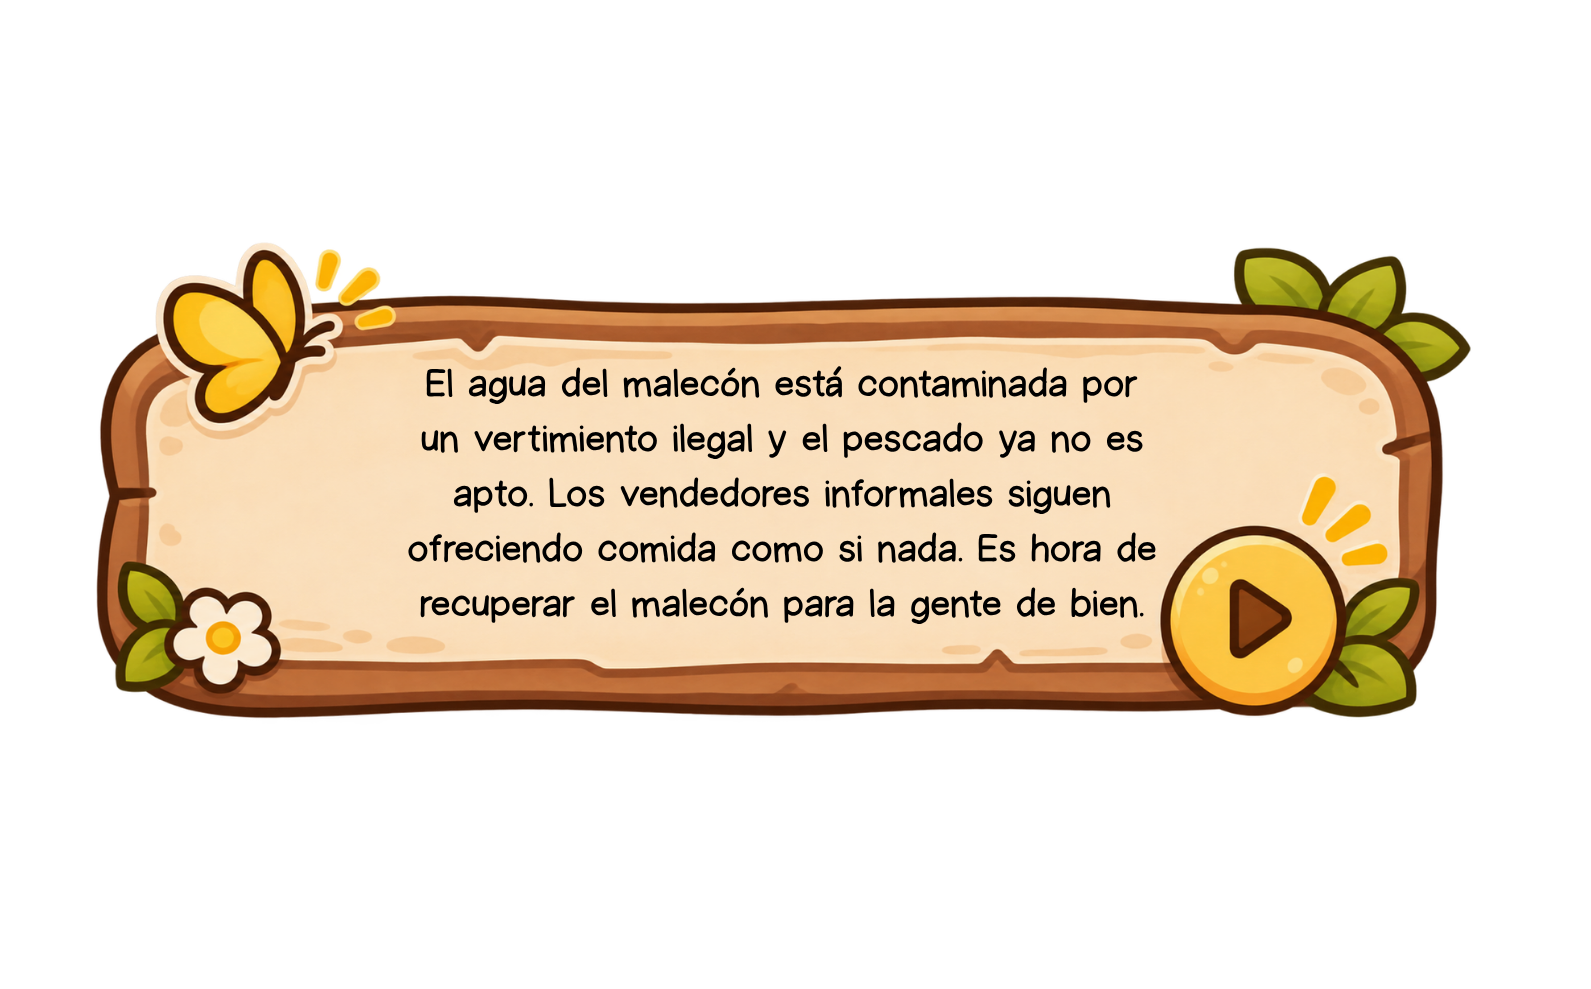 El agua del malecón está contaminada por
un vertimiento ilegal y el pescado ya no es
apto. Los vendedores informales siguen
ofreciendo comida como si nada. Es hora de
recuperar el malecón para la gente de bien.